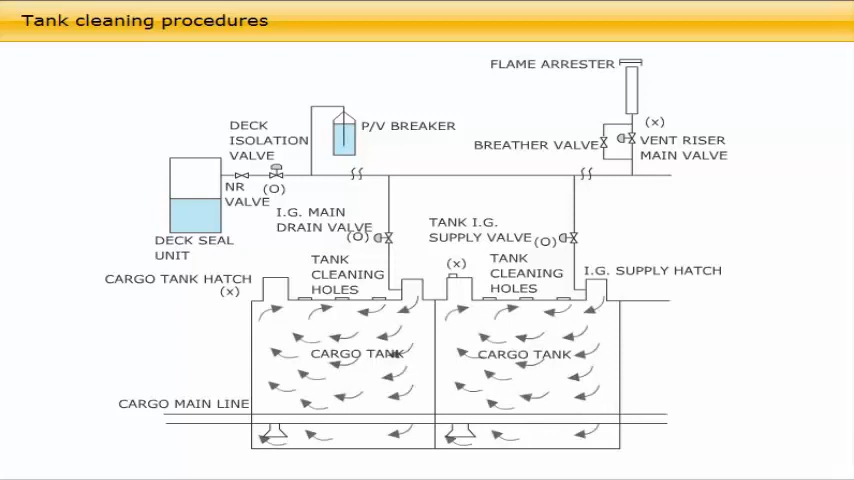 Tank cleaning procedures
FLAME ARRESTER
(x)
DECK
ISOLATION
VALVE
P/V BREAKER
BREATHER VALVE
VENT RISER
MAIN VALVE
NR
VALVE
(O)
I.G. MAIN
DRAIN VALVE
(O)
TANK I.G.
SUPPLY VALVE
(O)
DECK SEAL
UNIT
TANK
CLEANING
HOLES
(x)
TANK
CLEANING
HOLES
I.G. SUPPLY HATCH
CARGO TANK HATCH
(x)
CARGO TANK
CARGO TANK
CARGO MAIN LINE